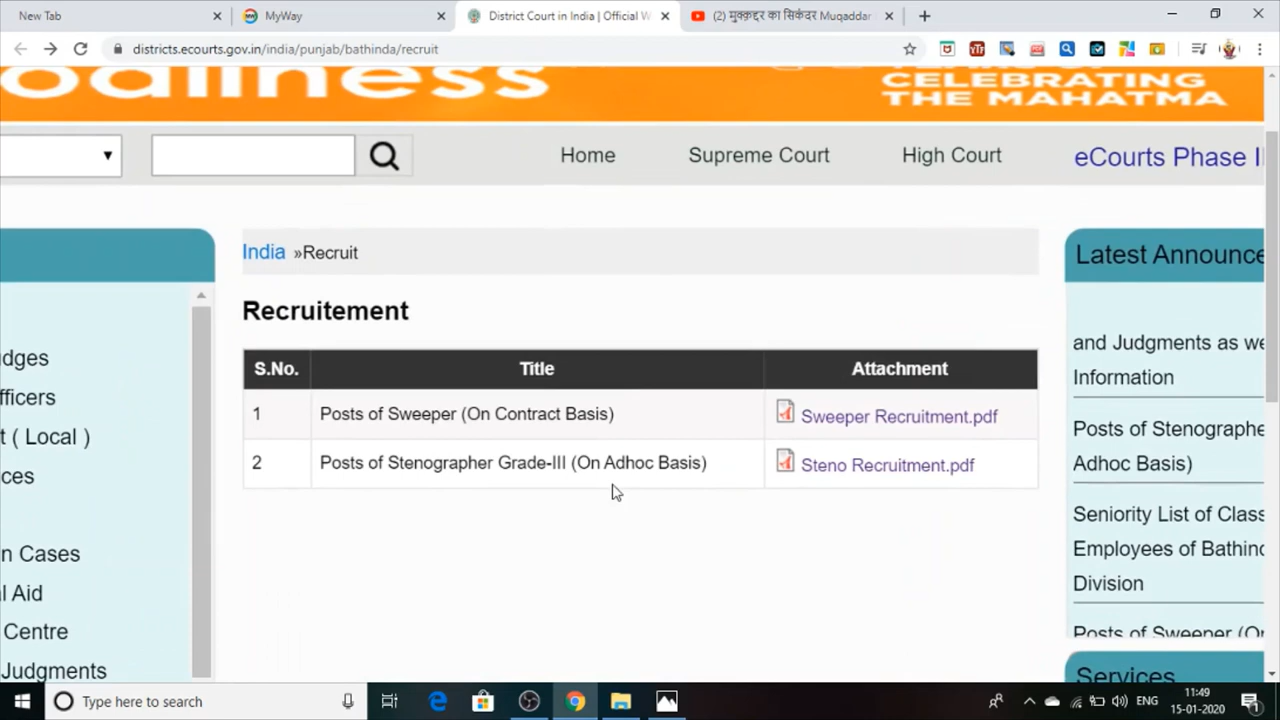 New Tab
MyWay
District Court in India | Official W
(2) मुक़द्दर का सिकंदर Muqaddar
districts.ecourts.gov.in/india/punjab/bathinda/recruit
CELEBRATING
THE MAHATMA
Home
Supreme Court
High Court
eCourts Phase I
India »Recruit
Latest Announce
Recruitement
S.No.
Title
Attachment
1
Posts of Sweeper (On Contract Basis)
Sweeper Recruitment.pdf
2
Posts of Stenographer Grade-III (On Adhoc Basis)
Steno Recruitment.pdf
udges
fficers
t ( Local )
ces
n Cases
l Aid
Centre
Judgments
and Judgments as we
Information
Posts of Stenographe
Adhoc Basis)
Seniority List of Class
Employees of Bathind
Division
Posts of Sweeper (On
Services
Type here to search
ENG
11:49
15-01-2020
1